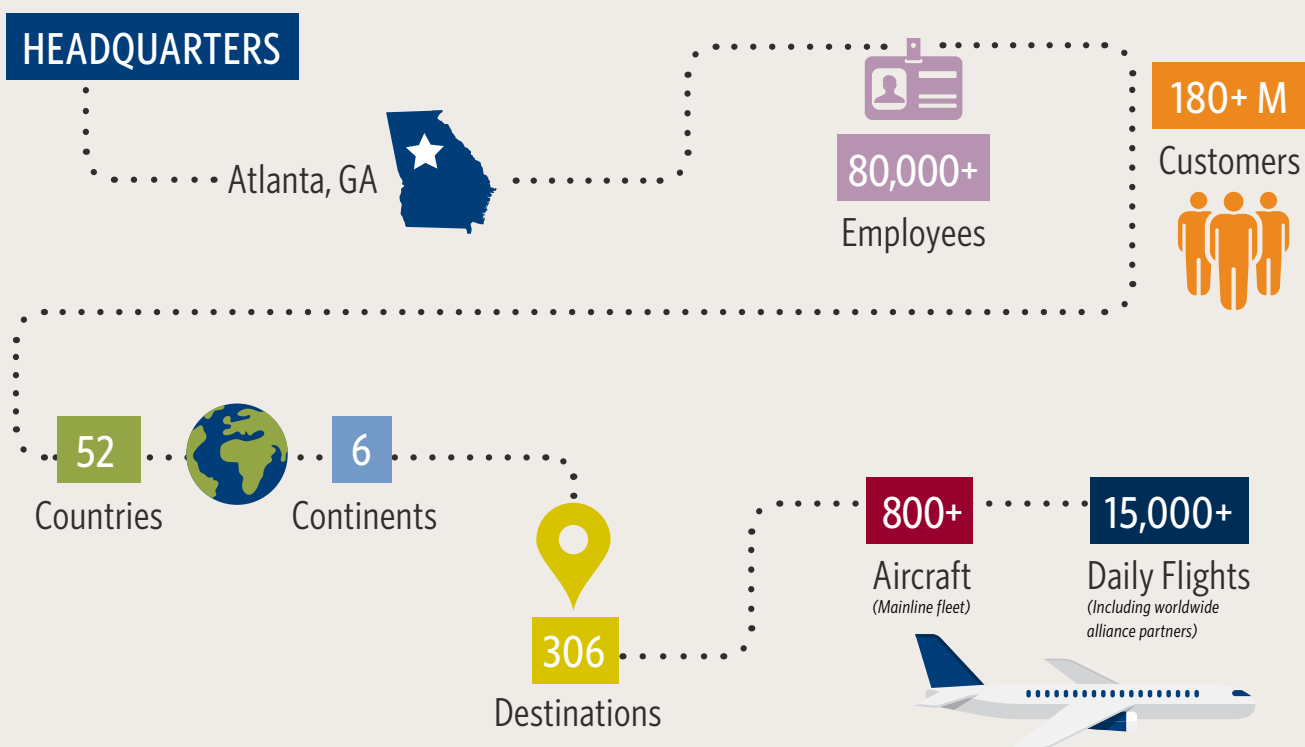 HEADQUARTERS
Atlanta, GA
80,000+
Employees
180+ M
Customers
52
Countries
6
Continents
306
Destinations
800+
Aircraft
(Mainline fleet)
15,000+
Daily Flights
(Including worldwide
alliance partners)